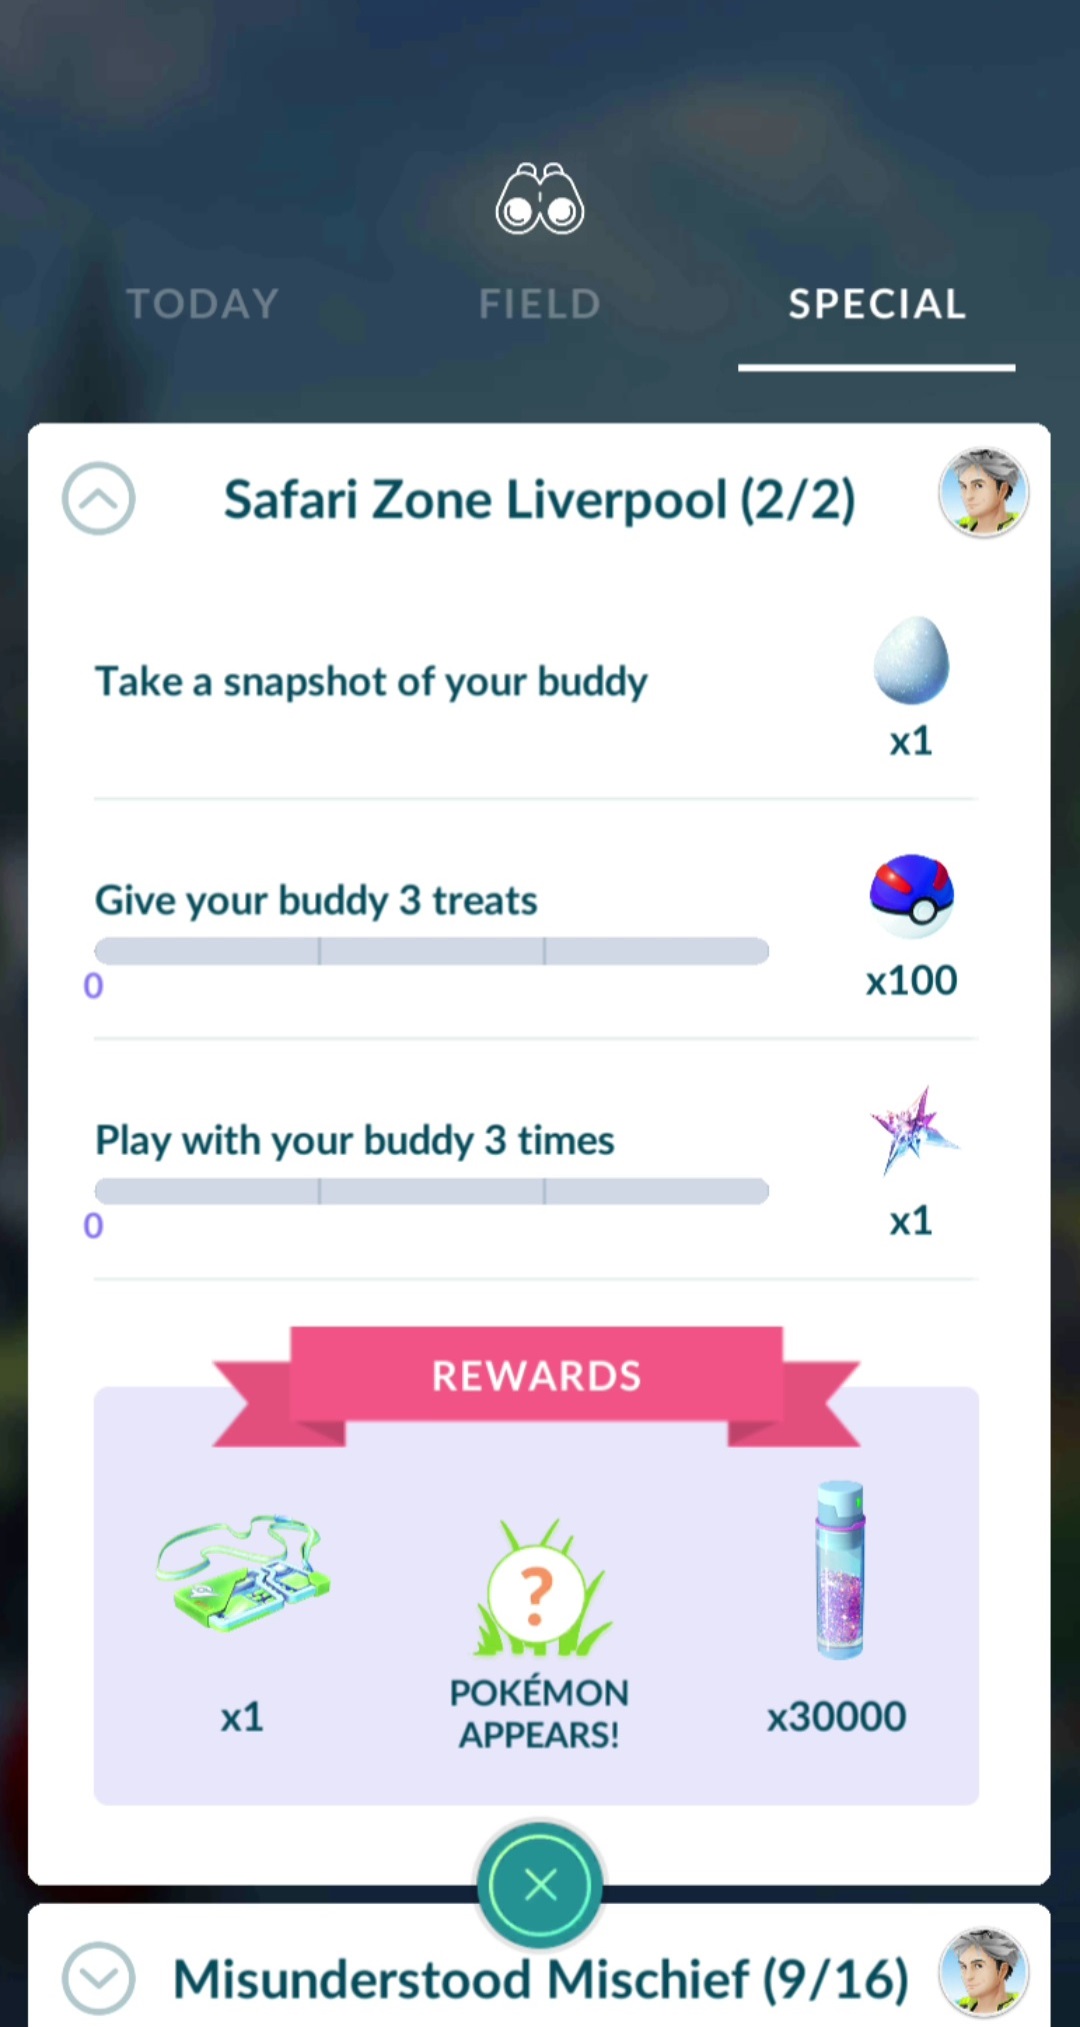 TODAY
FIELD
SPECIAL
Safari Zone Liverpool (2/2)
Take a snapshot of your buddy
x1
Give your buddy 3 treats
0
x100
Play with your buddy 3 times
0
x1
REWARDS
?
x1
POKÉMON
APPEARS!
x30000
Misunderstood Mischief (9/16)